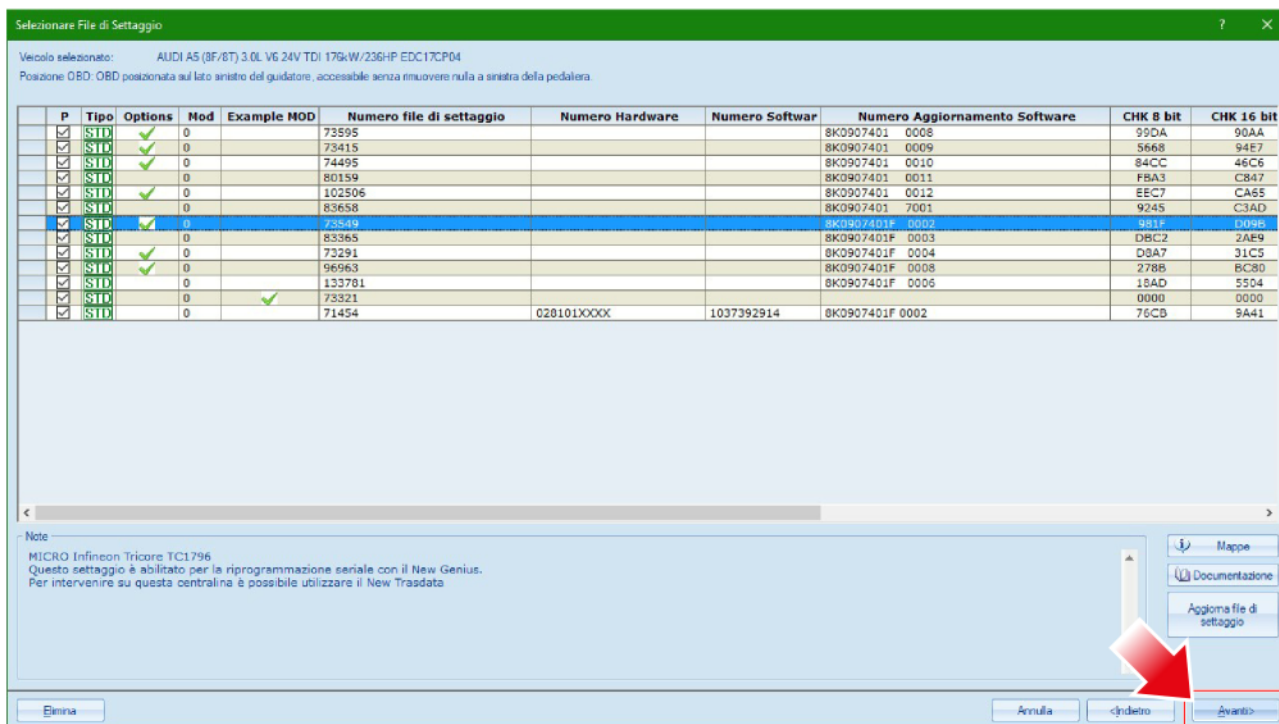 Selezionare File di Settaggio ? ×
Veicolo selezionato: AUDI A5 (8F/8T) 3.0L V6 24V TDI 176kW/236HP EDC17CP04
Posizione OBD: OBD posizionata sul lato sinistro del guidatore, accessibile senza rimuovere nulla a sinistra della pedaliera.
P Tipo Options Mod Example MOD Numero file di settaggio Numero Hardware Numero Softwar Numero Aggiornamento Software CHK 8 bit CHK 16 bit
STD 0 73595 8K0907401 0008 99DA 90AA
STD 0 73415 8K0907401 0009 5668 94E7
STD 0 74495 8K0907401 0010 84CC 46C6
STD 0 80159 8K0907401 0011 FBA3 C847
STD 0 102506 8K0907401 0012 EEC7 CA65
STD 0 83658 8K0907401 7001 9245 C3AD
STD 0 73549 8K0907401F 0002 981F D09B
STD 0 83365 8K0907401F 0003 DBC2 2AE9
STD 0 73291 8K0907401F 0004 D8A7 31C5
STD 0 96963 8K0907401F 0008 278B BC80
STD 0 133781 8K0907401F 0006 18AD 5504
STD 0 73321 0000 0000
STD 0 71454 028101XXXX 1037392914 8K0907401F 0002 76CB 9A41
Note
MICRO Infineon Tricore TC1796
Questo settaggio è abilitato per la riprogrammazione seriale con il New Genius.
Per intervenire su questa centralina è possibile utilizzare il New Trasdata
Mappe
Documentazione
Aggiorna file di
settaggio
Elimina Annulla <Indietro Avanti>